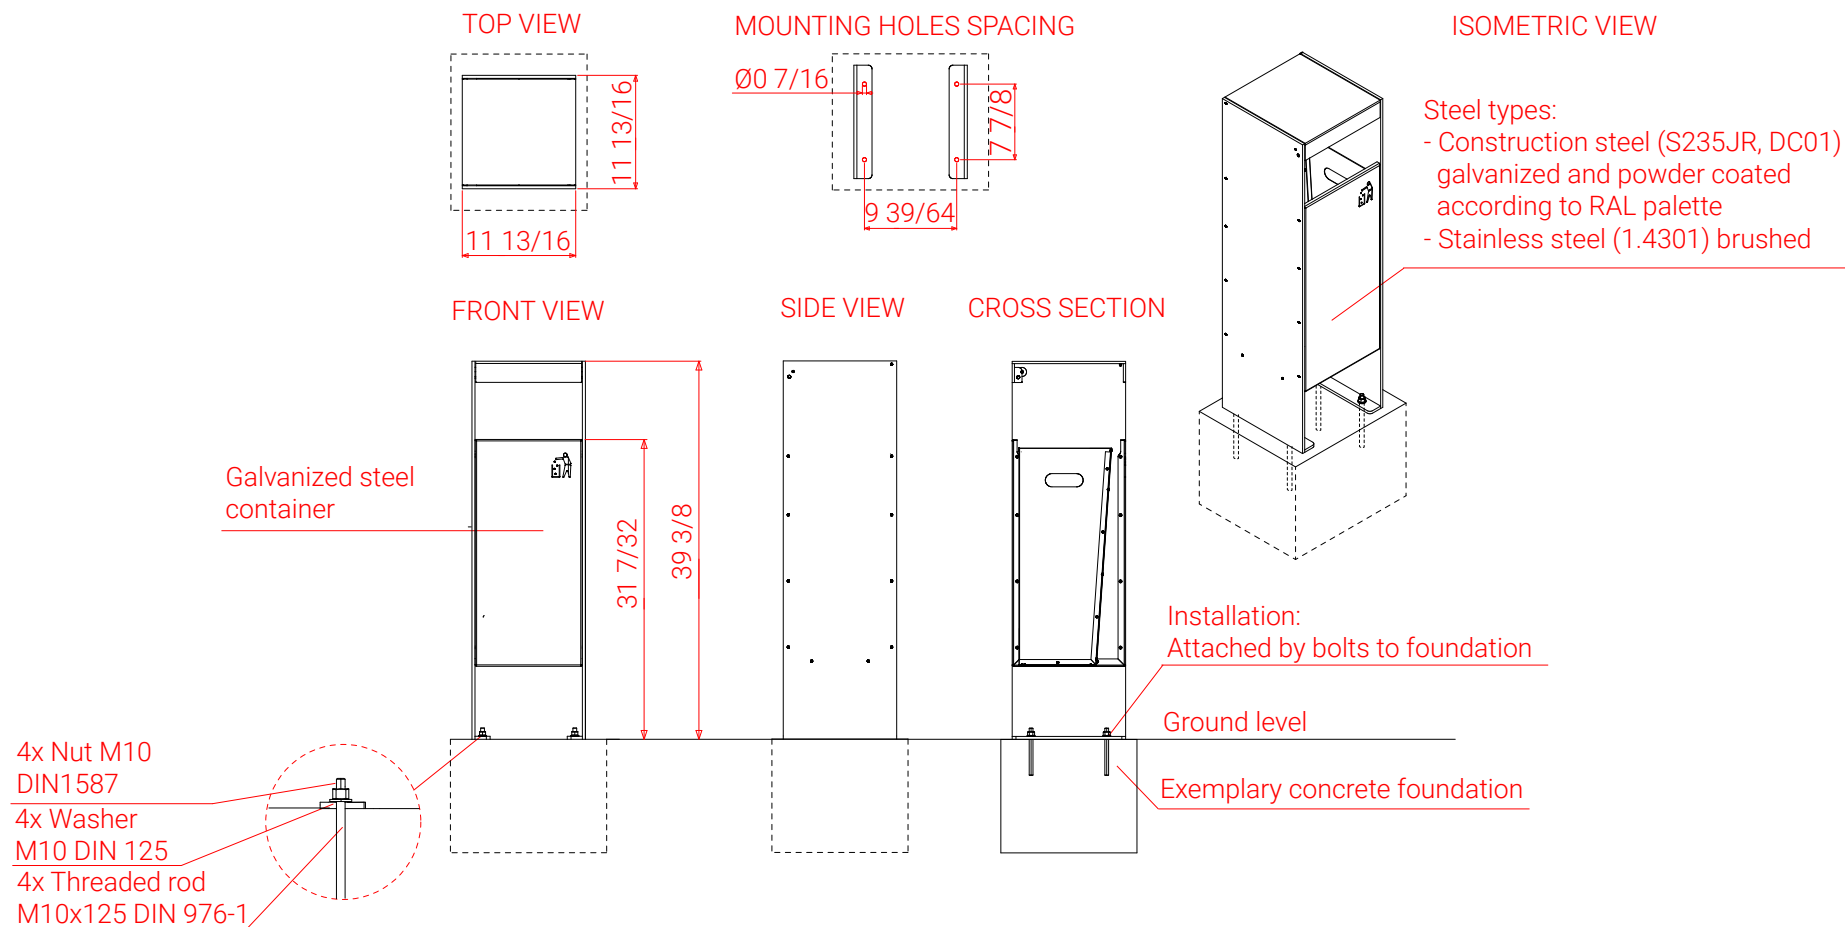 TOP VIEW
MOUNTING HOLES SPACING
ISOMETRIC VIEW
Ø0 7/16
11 13/16
7 7/8
9 39/64
11 13/16
Steel types:
- Construction steel (S235JR, DC01)
galvanized and powder coated
according to RAL palette
- Stainless steel (1.4301) brushed
FRONT VIEW
SIDE VIEW
CROSS SECTION
Galvanized steel
container
31 7/32
39 3/8
Installation:
Attached by bolts to foundation
Ground level
Exemplary concrete foundation
4x Nut M10
DIN1587
4x Washer
M10 DIN 125
4x Threaded rod
M10x125 DIN 976-1